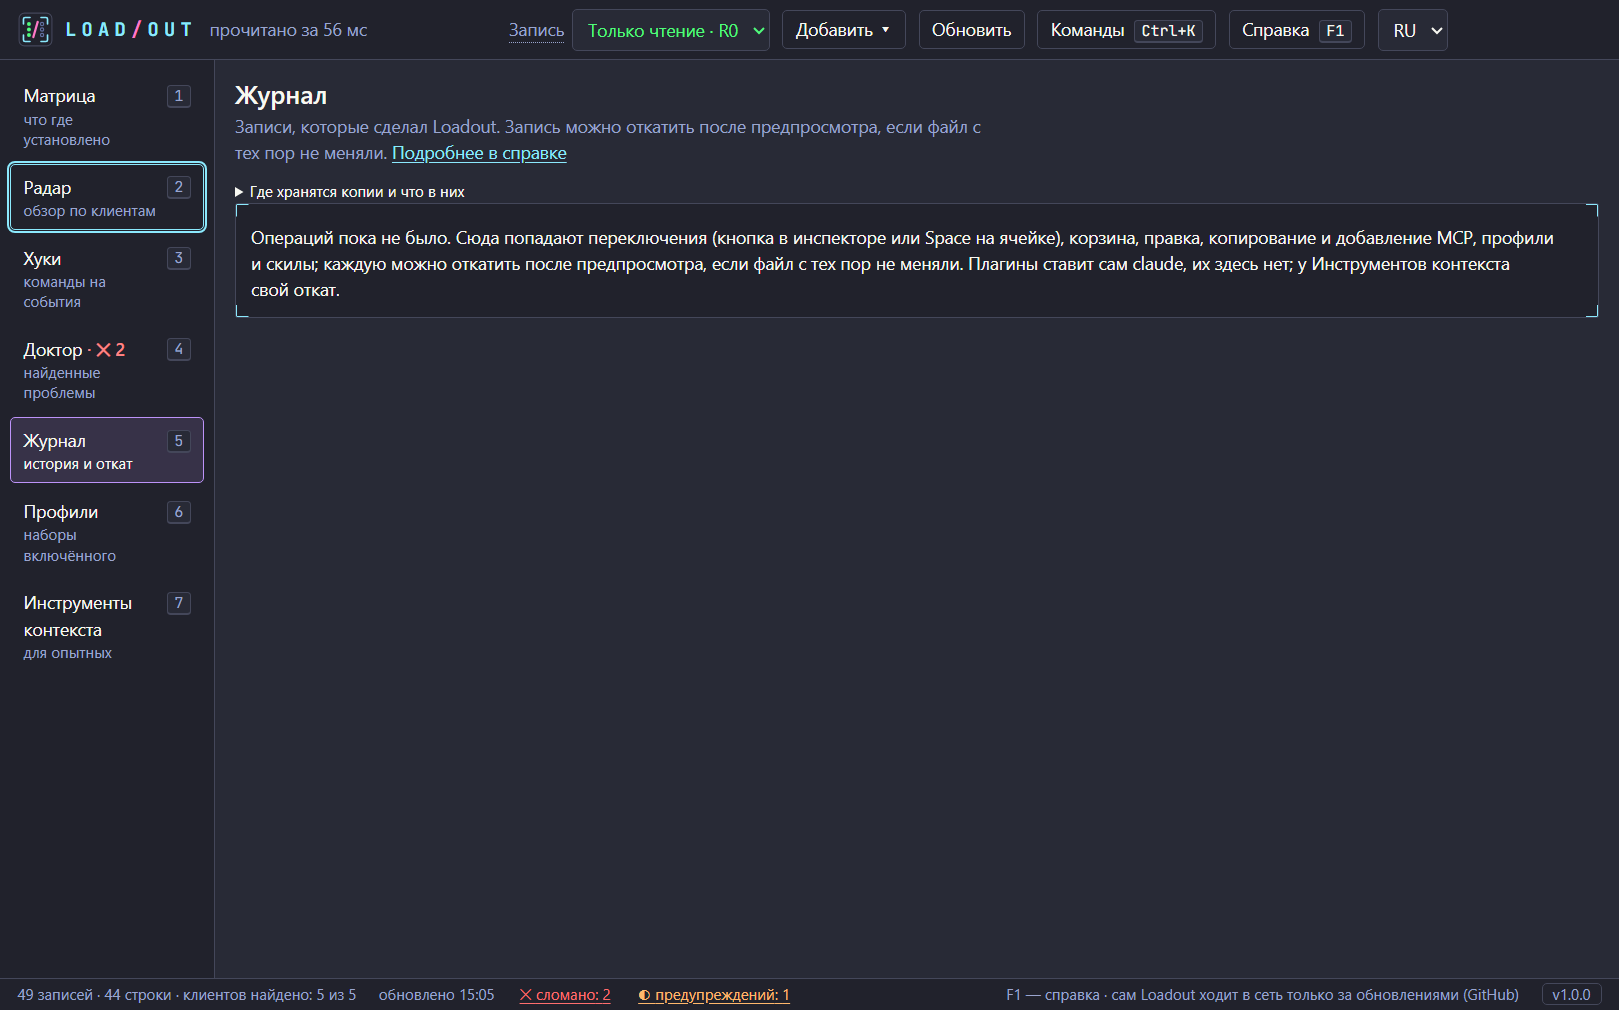 LOAD/OUT прочитано за 56 мс Запись Только чтение · R0 Добавить ▼ Обновить Команды Ctrl+K Справка F1 RU
Матрица 1
что где
установлено
Радар 2
обзор по клиентам
Хуки 3
команды на
события
Доктор · ✕ 2 4
найденные
проблемы
Журнал 5
история и откат
Профили 6
наборы
включённого
Инструменты 7
контекста
для опытных
Журнал
Записи, которые сделал Loadout. Запись можно откатить после предпросмотра, если файл с
тех пор не меняли. Подробнее в справке
▶ Где хранятся копии и что в них
Операций пока не было. Сюда попадают переключения (кнопка в инспекторе или Space на ячейке), корзина, правка, копирование и добавление MCP, профили
и скилы; каждую можно откатить после предпросмотра, если файл с тех пор не меняли. Плагины ставит сам claude, их здесь нет; у Инструментов контекста
свой откат.
49 записей · 44 строки · клиентов найдено: 5 из 5 обновлено 15:05 ✕ сломано: 2 ◐ предупреждений: 1 F1 — справка · сам Loadout ходит в сеть только за обновлениями (GitHub) v1.0.0